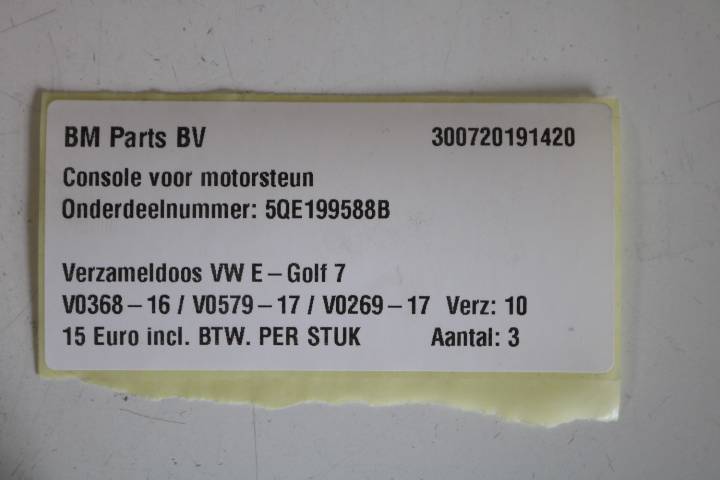 BM Parts BV 300720191420
Console voor motorsteun
Onderdeelnummer: 5QE199588B
Verzameldoos VW E-Golf 7
V0368-16 / V0579-17 / V0269-17 Verz: 10
15 Euro incl. BTW. PER STUK Aantal: 3